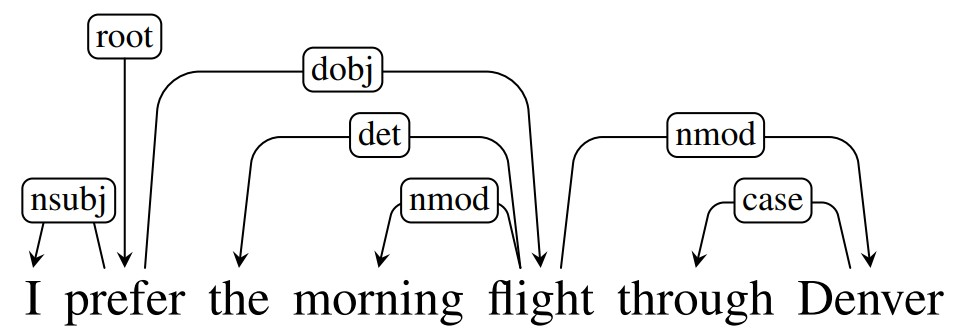 root
dobj
det
nmod
nsubj
nmod
case
I prefer the morning flight through Denver